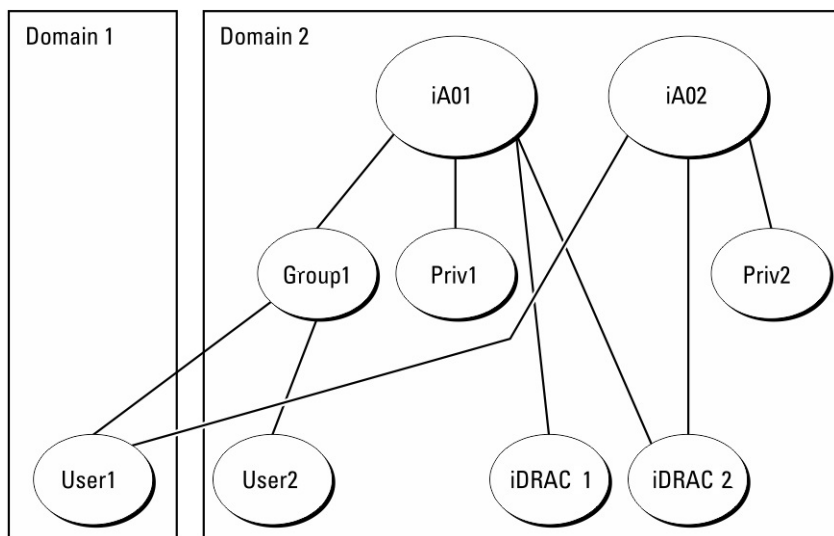 Domain 1
Domain 2
iA01
iA02
Group1
Priv1
Priv2
User1
User2
iDRAC 1
iDRAC 2